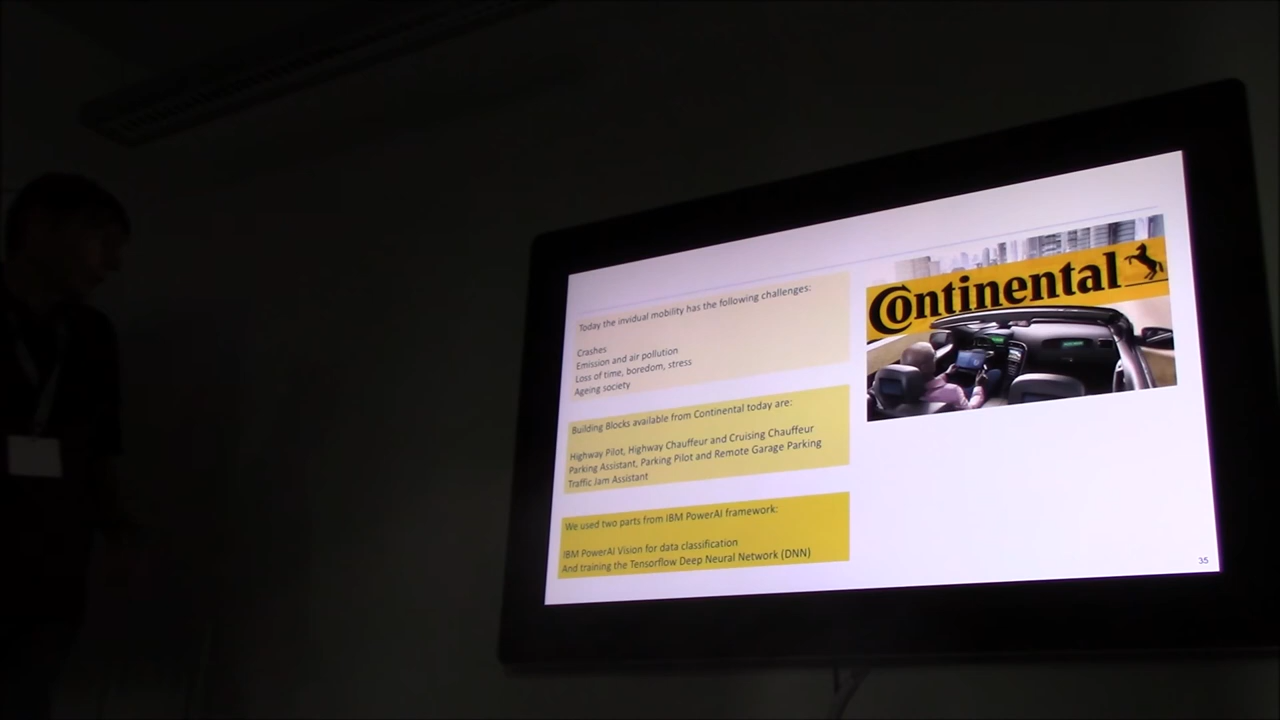 Today the invidual mobility has the following challenges:
Crashes
Emission and air pollution
Loss of time, boredom, stress
Ageing society
Building Blocks available from Continental today are:
Highway Pilot, Highway Chauffeur and Cruising Chauffeur
Parking Assistant, Parking Pilot and Remote Garage Parking
Traffic Jam Assistant
We used two parts from IBM PowerAI framework:
IBM PowerAI Vision for data classification
And training the Tensorflow Deep Neural Network (DNN)
Continental
35